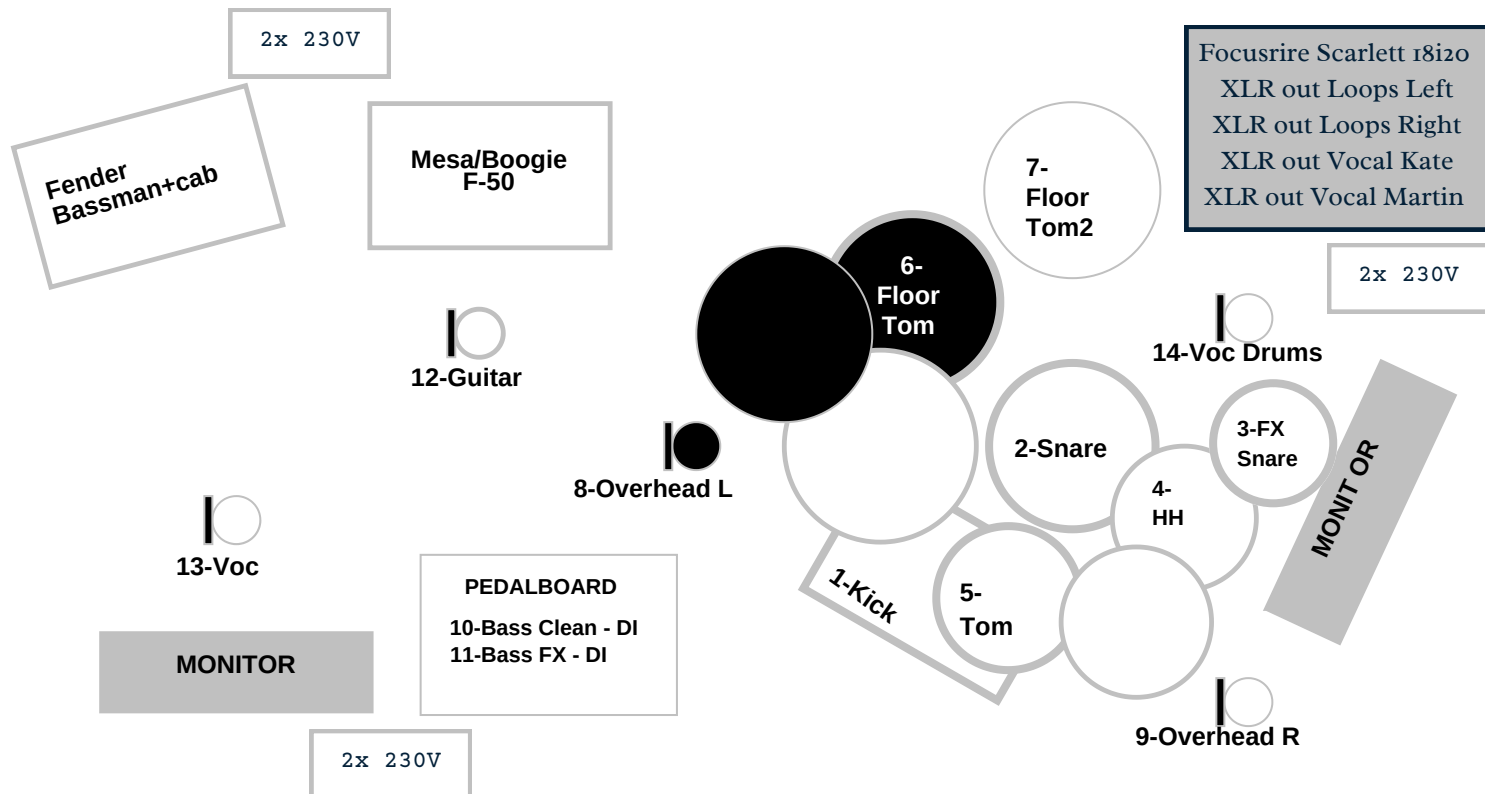 2x 230V
Focusrire Scarlett 18i20
XLR out Loops Left
XLR out Loops Right
XLR out Vocal Kate
XLR out Vocal Martin
Fender
Bassman+cab
Mesa/Boogie
F-50
7-
Floor
Tom2
6-
Floor
Tom
2x 230V
14-Voc Drums
12-Guitar
3-FX
Snare
2-Snare
MONIT OR
8-Overhead L
4-
HH
13-Voc
1-Kick
5-
Tom
PEDALBOARD
10-Bass Clean - DI
11-Bass FX - DI
MONITOR
9-Overhead R
2x 230V